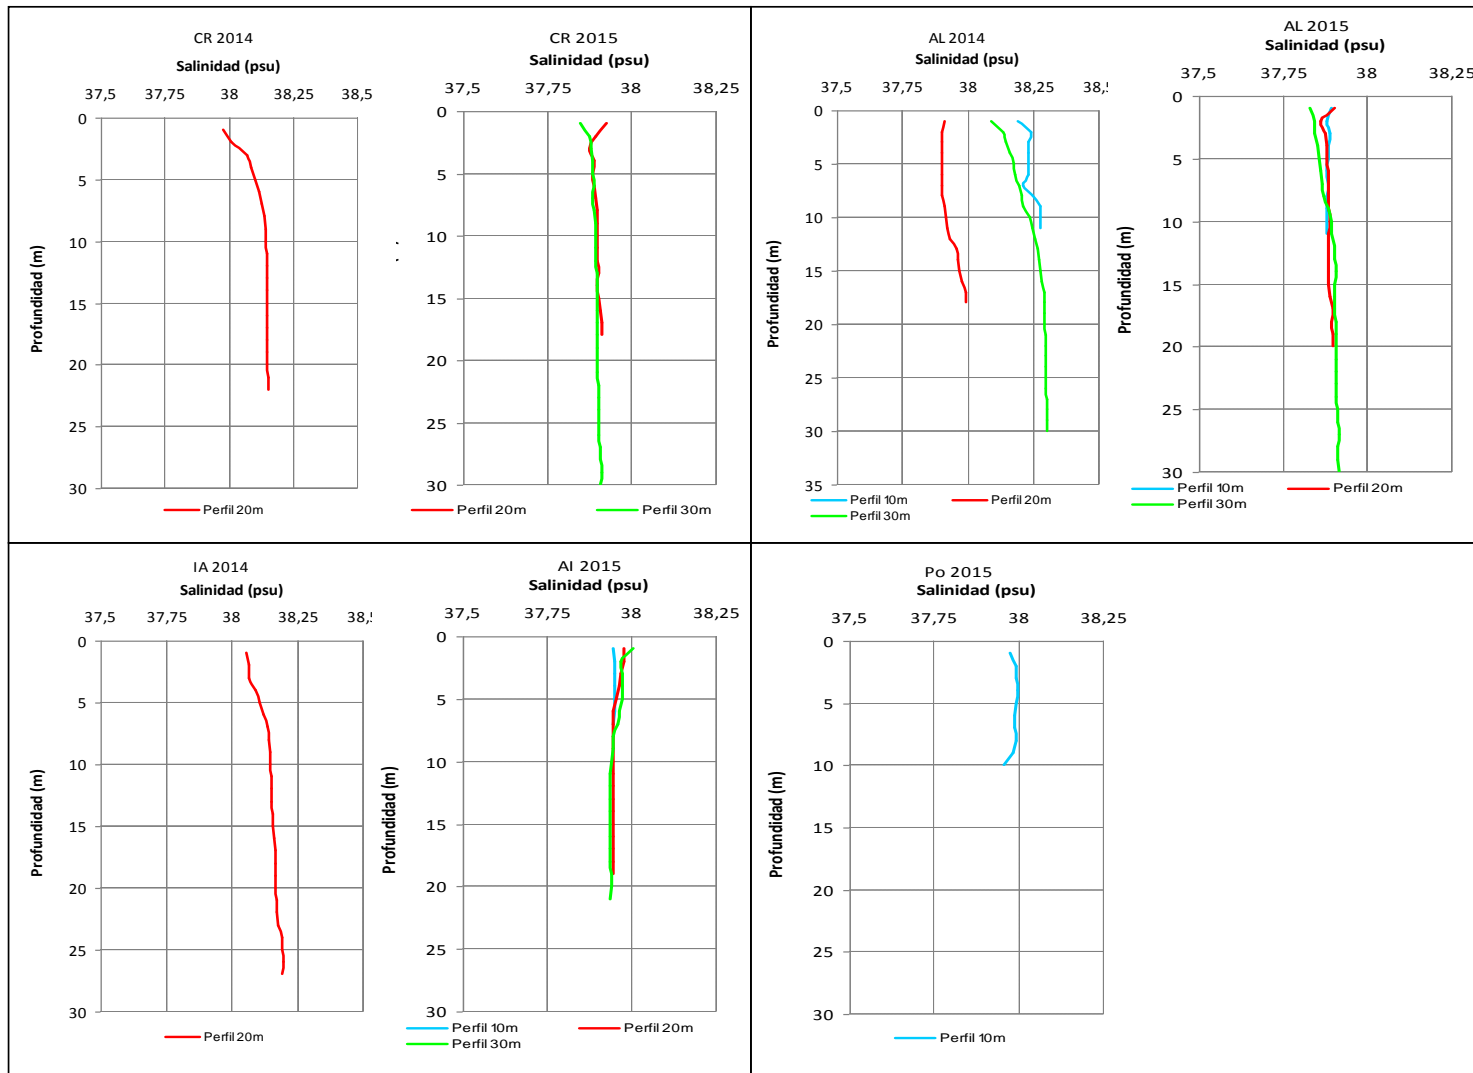 CR 2014
Salinidad (psu)
37,5 37,75 38 38,25 38,5
0
5
10
15
20
25
30
Profundidad (m)
Perfil 20m
CR 2015
Salinidad (psu)
37,5 37,75 38 38,25
0
5
10
15
20
25
30
Perfil 20m Perfil 30m
AL 2014
Salinidad (psu)
37,5 37,75 38 38,25 38,5
0
5
10
15
20
25
30
35
Profundidad (m)
Perfil 10m Perfil 20m
Perfil 30m
AL 2015
Salinidad (psu)
37,5 37,75 38 38,25
0
5
10
15
20
25
30
Profundidad (m)
Perfil 10m Perfil 20m
Perfil 30m
IA 2014
Salinidad (psu)
37,5 37,75 38 38,25 38,5
0
5
10
15
20
25
30
Profundidad (m)
Perfil 20m
AI 2015
Salinidad (psu)
37,5 37,75 38 38,25
0
5
10
15
20
25
30
Profundidad (m)
Perfil 10m Perfil 20m
Perfil 30m
Po 2015
Salinidad (psu)
37,5 37,75 38 38,25
0
5
10
15
20
25
30
Profundidad (m)
Perfil 10m